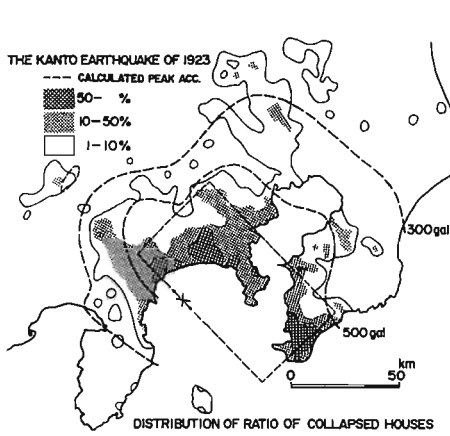 THE KANTO EARTHQUAKE OF 1923
CALCULATED PEAK ACC.
50- %
10-50%
1-10%
300gal
500gal
km
0 50
DISTRIBUTION OF RATIO OF COLLAPSED HOUSES